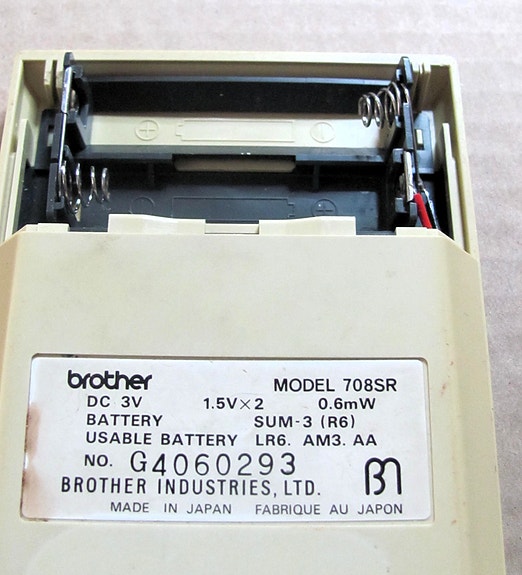 brother MODEL 708SR
DC 3V 1.5V×2 0.6mW
BATTERY SUM-3 (R6)
USABLE BATTERY LR6. AM3. AA
NO. G4060293
BROTHER INDUSTRIES, LTD.
MADE IN JAPAN FABRIQUE AU JAPON